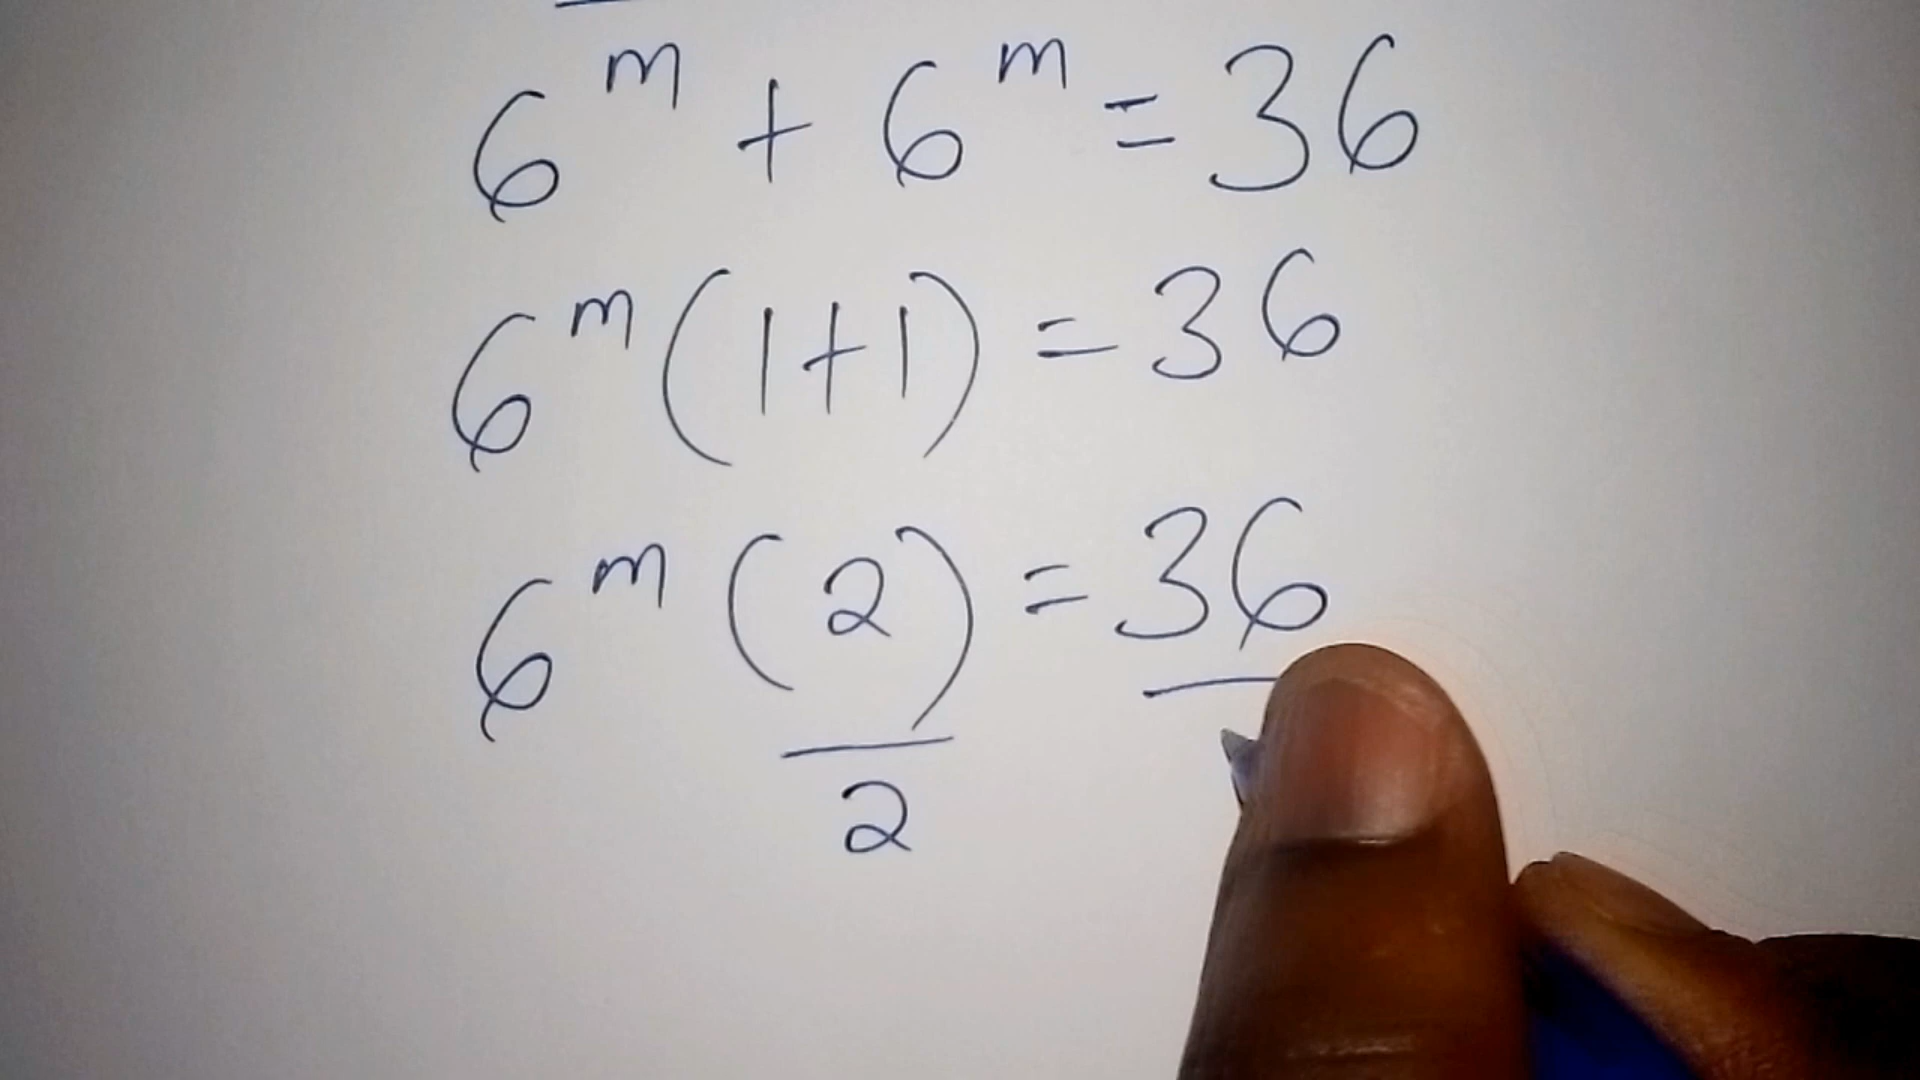 6^m + 6^m = 36
6^m (1+1) = 36
6^m (2) = 36
2